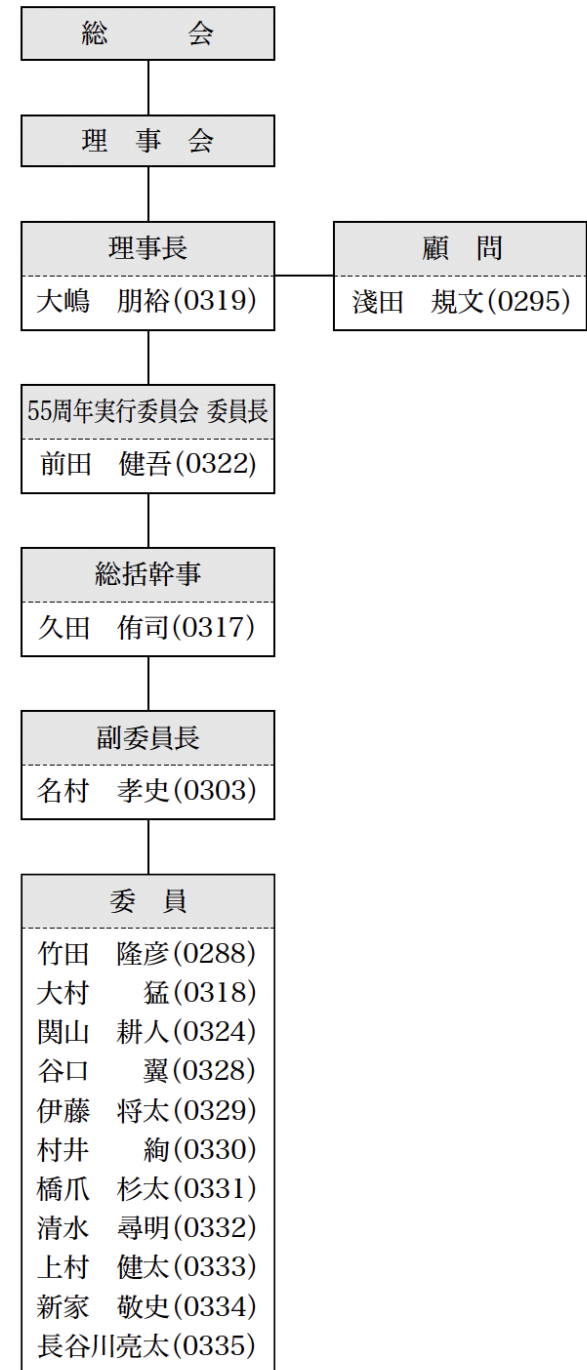 総　会
理　事　会
理事長
大嶋　朋裕(0319)
顧　問
淺田　規文(0295)
55周年実行委員会 委員長
前田　健吾(0322)
総括幹事
久田　侑司(0317)
副委員長
名村　孝史(0303)
委　員
竹田　隆彦(0288)
大村　猛(0318)
関山　耕人(0324)
谷口　翼(0328)
伊藤　将太(0329)
村井　絢(0330)
橋爪　杉太(0331)
清水　尋明(0332)
上村　健太(0333)
新家　敬史(0334)
長谷川亮太(0335)